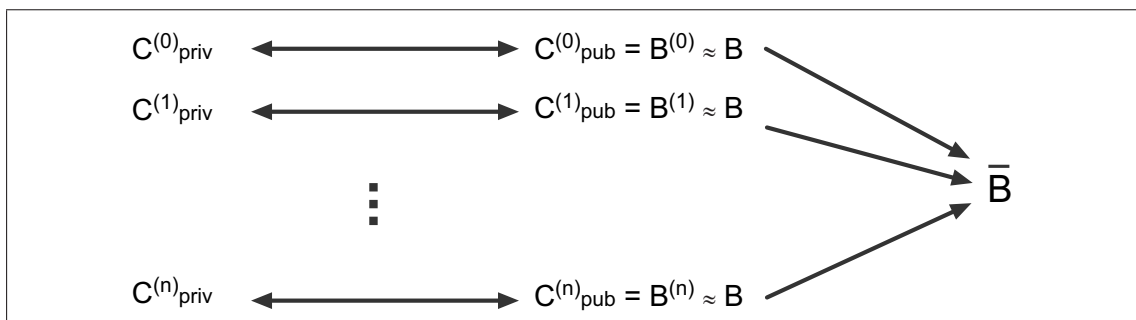 C⁽⁰⁾priv C⁽⁰⁾pub = B⁽⁰⁾ ≈ B
C⁽¹⁾priv C⁽¹⁾pub = B⁽¹⁾ ≈ B
B̅
⋮
C⁽ⁿ⁾priv C⁽ⁿ⁾pub = B⁽ⁿ⁾ ≈ B